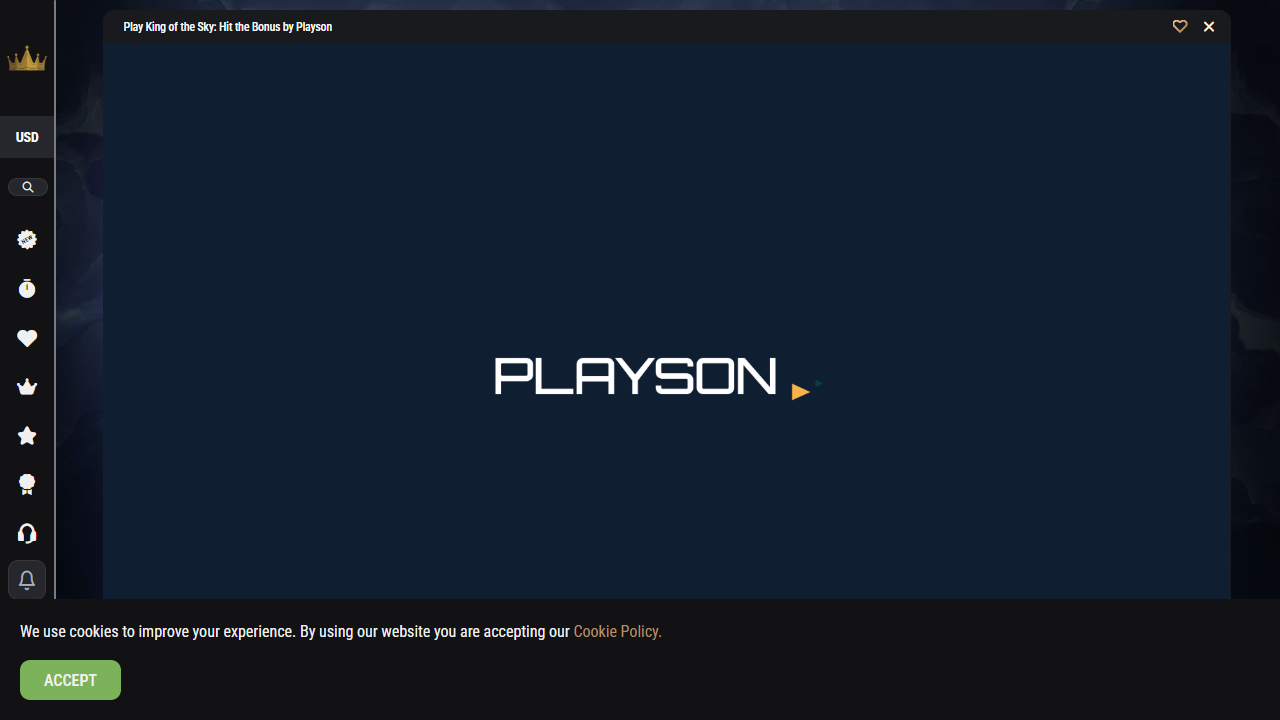 Play King of the Sky: Hit the Bonus by Playson
USD
NEW
PLAYSON
We use cookies to improve your experience. By using our website you are accepting our Cookie Policy.
ACCEPT